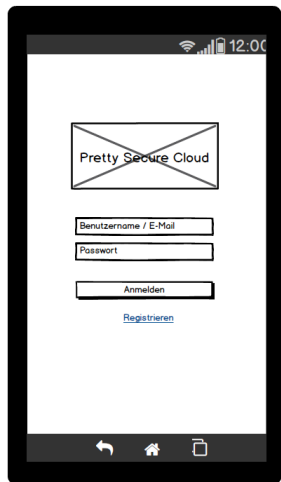 12:00
Pretty Secure Cloud
Benutzername / E-Mail
Passwort
Anmelden
Registrieren